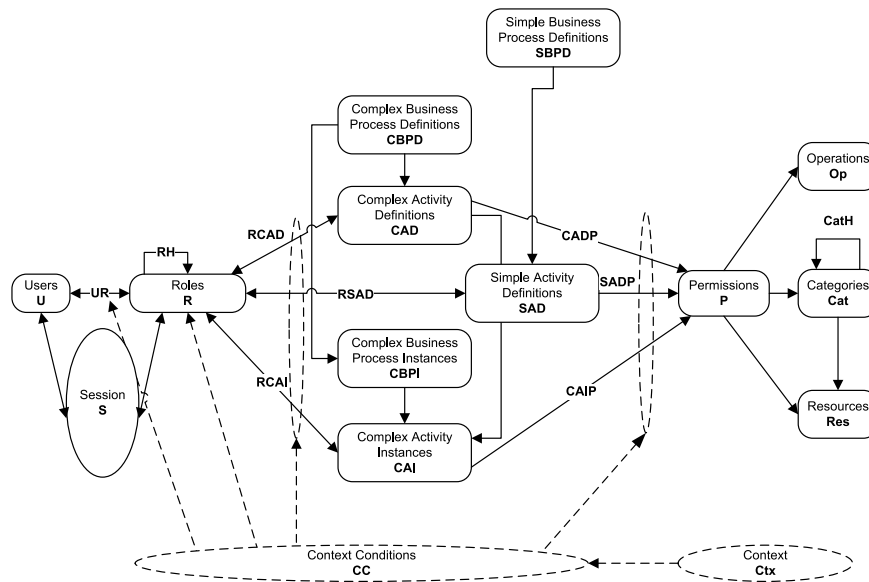 Simple Business
Process Definitions
SBPD
Complex Business
Process Definitions
CBPD
Operations
Op
Complex Activity
Definitions
CAD
RCAD
CADP
CatH
RH
Users
U
UR
Roles
R
RSAD
Simple Activity
Definitions
SAD
SADP
Permissions
P
Categories
Cat
Complex Business
Process Instances
CBPI
RCAI
CAIP
Session
S
Resources
Res
Complex Activity
Instances
CAI
Context Conditions
CC
Context
Ctx